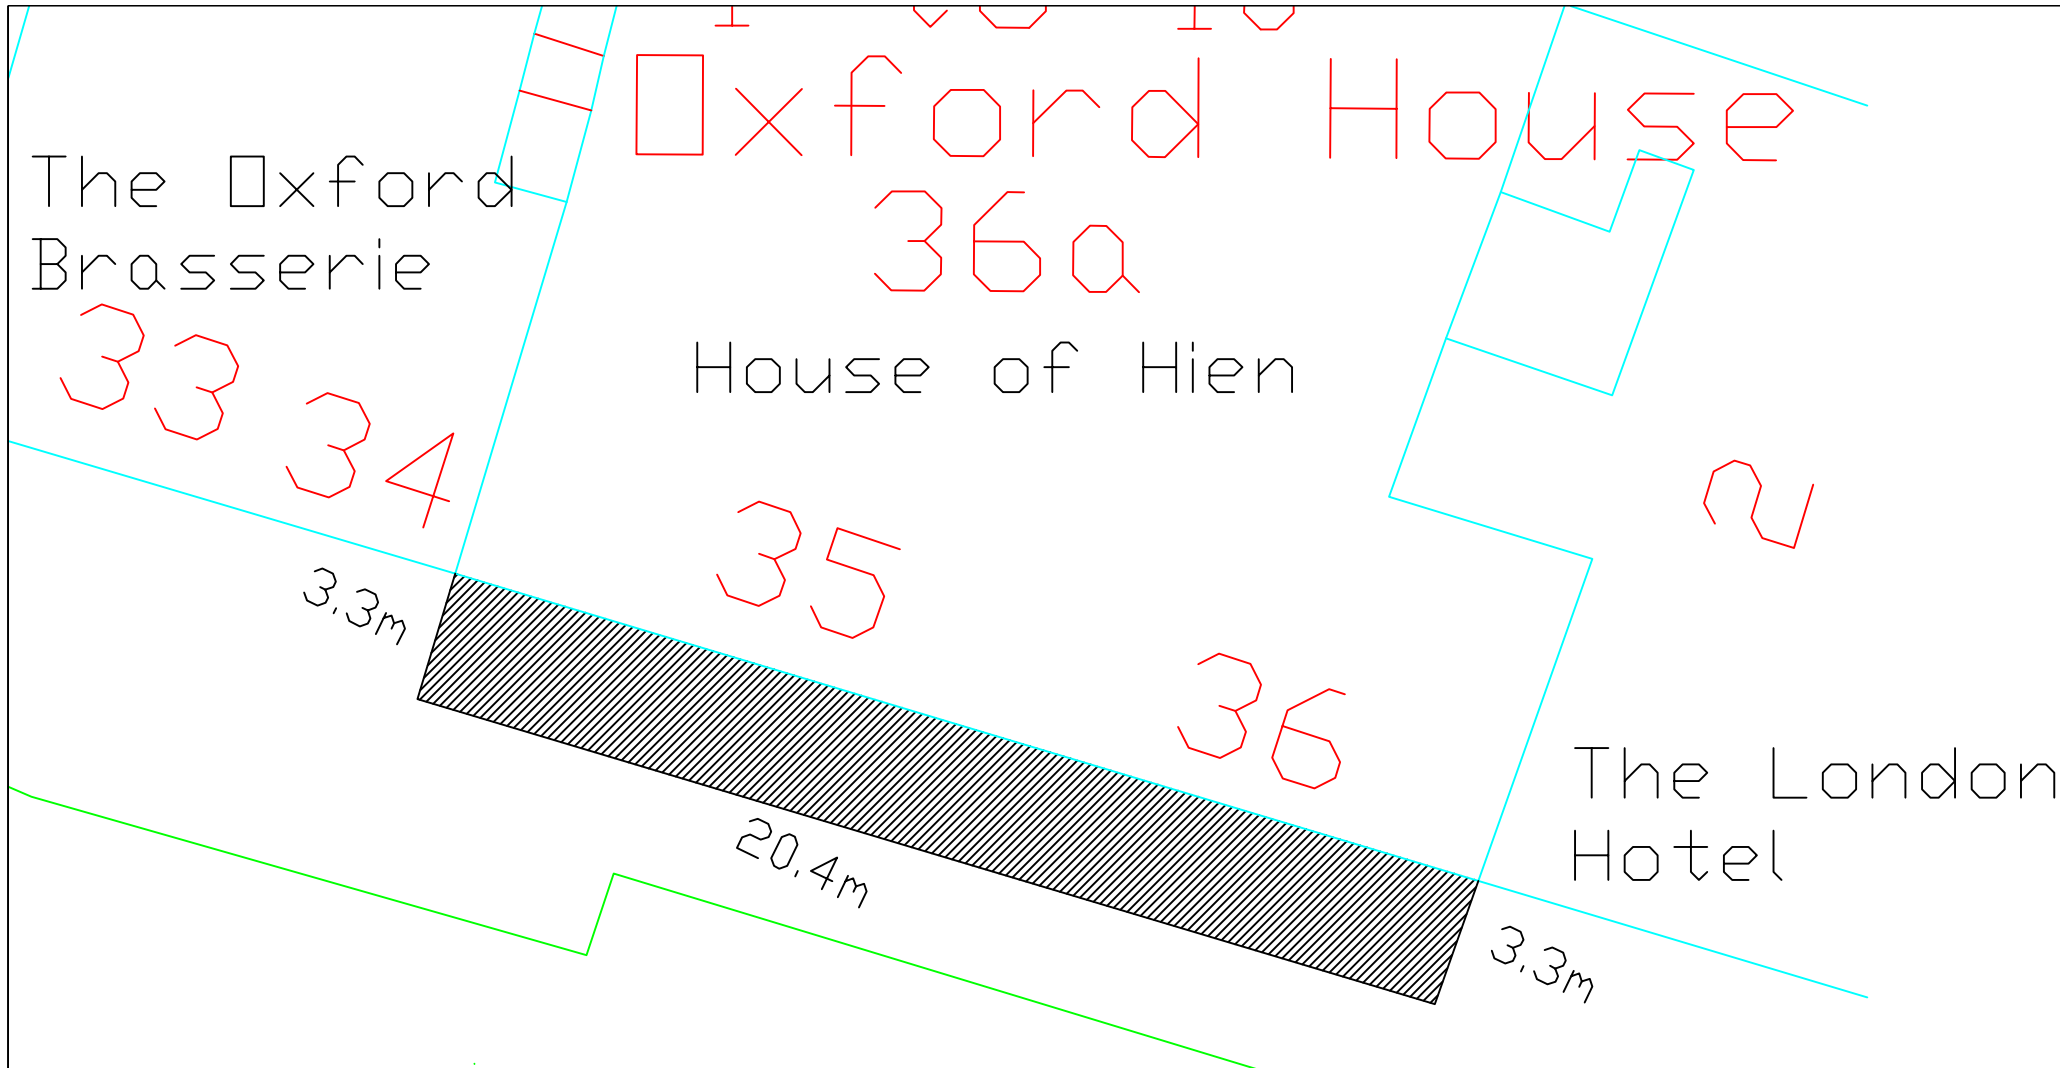 Oxford House
The Oxford
Brasserie
36a
House of Hien
33 34
35
36
2
3.3m
20.4m
3.3m
The London
Hotel